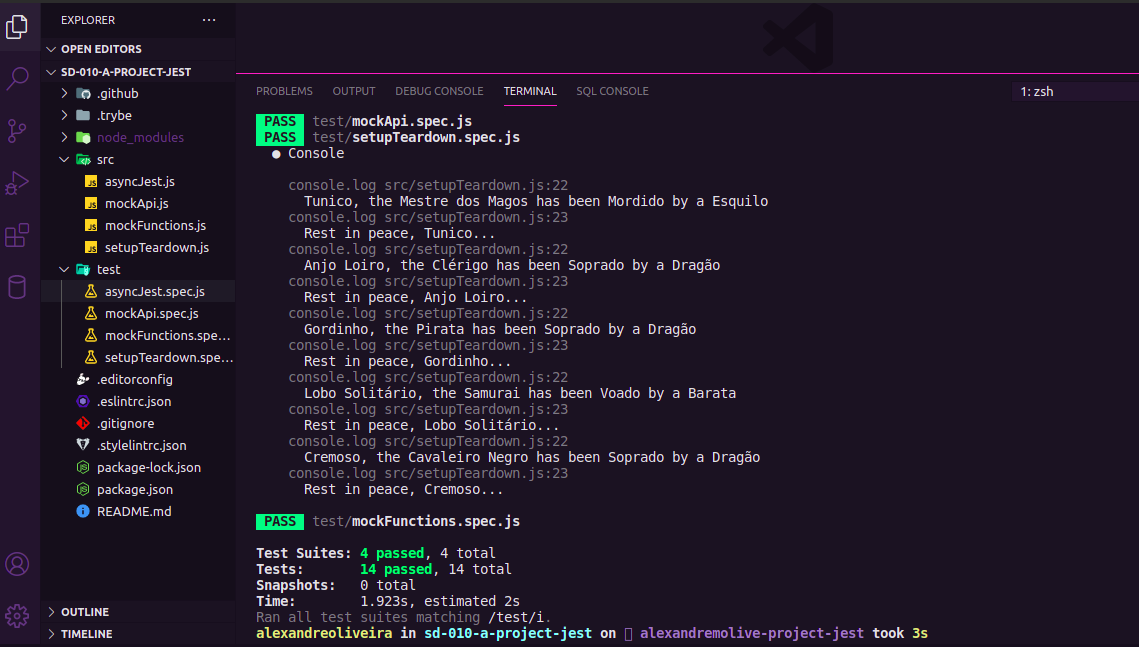 EXPLORER
OPEN EDITORS
SD-010-A-PROJECT-JEST
.github
.trybe
node_modules
src
asyncJest.js
mockApi.js
mockFunctions.js
setupTeardown.js
test
asyncJest.spec.js
mockApi.spec.js
mockFunctions.spe...
setupTeardown.spe...
.editorconfig
.eslintrc.json
.gitignore
.stylelintrc.json
package-lock.json
package.json
README.md
OUTLINE
TIMELINE
PROBLEMS OUTPUT DEBUG CONSOLE TERMINAL SQL CONSOLE 1: zsh
PASS test/mockApi.spec.js
PASS test/setupTeardown.spec.js
● Console
console.log src/setupTeardown.js:22
Tunico, the Mestre dos Magos has been Mordido by a Esquilo
console.log src/setupTeardown.js:23
Rest in peace, Tunico...
console.log src/setupTeardown.js:22
Anjo Loiro, the Clérigo has been Soprado by a Dragão
console.log src/setupTeardown.js:23
Rest in peace, Anjo Loiro...
console.log src/setupTeardown.js:22
Gordinho, the Pirata has been Soprado by a Dragão
console.log src/setupTeardown.js:23
Rest in peace, Gordinho...
console.log src/setupTeardown.js:22
Lobo Solitário, the Samurai has been Voado by a Barata
console.log src/setupTeardown.js:23
Rest in peace, Lobo Solitário...
console.log src/setupTeardown.js:22
Cremoso, the Cavaleiro Negro has been Soprado by a Dragão
console.log src/setupTeardown.js:23
Rest in peace, Cremoso...
PASS test/mockFunctions.spec.js
Test Suites: 4 passed, 4 total
Tests: 14 passed, 14 total
Snapshots: 0 total
Time: 1.923s, estimated 2s
Ran all test suites matching /test/i.
alexandreoliveira in sd-010-a-project-jest on alexandremolive-project-jest took 3s